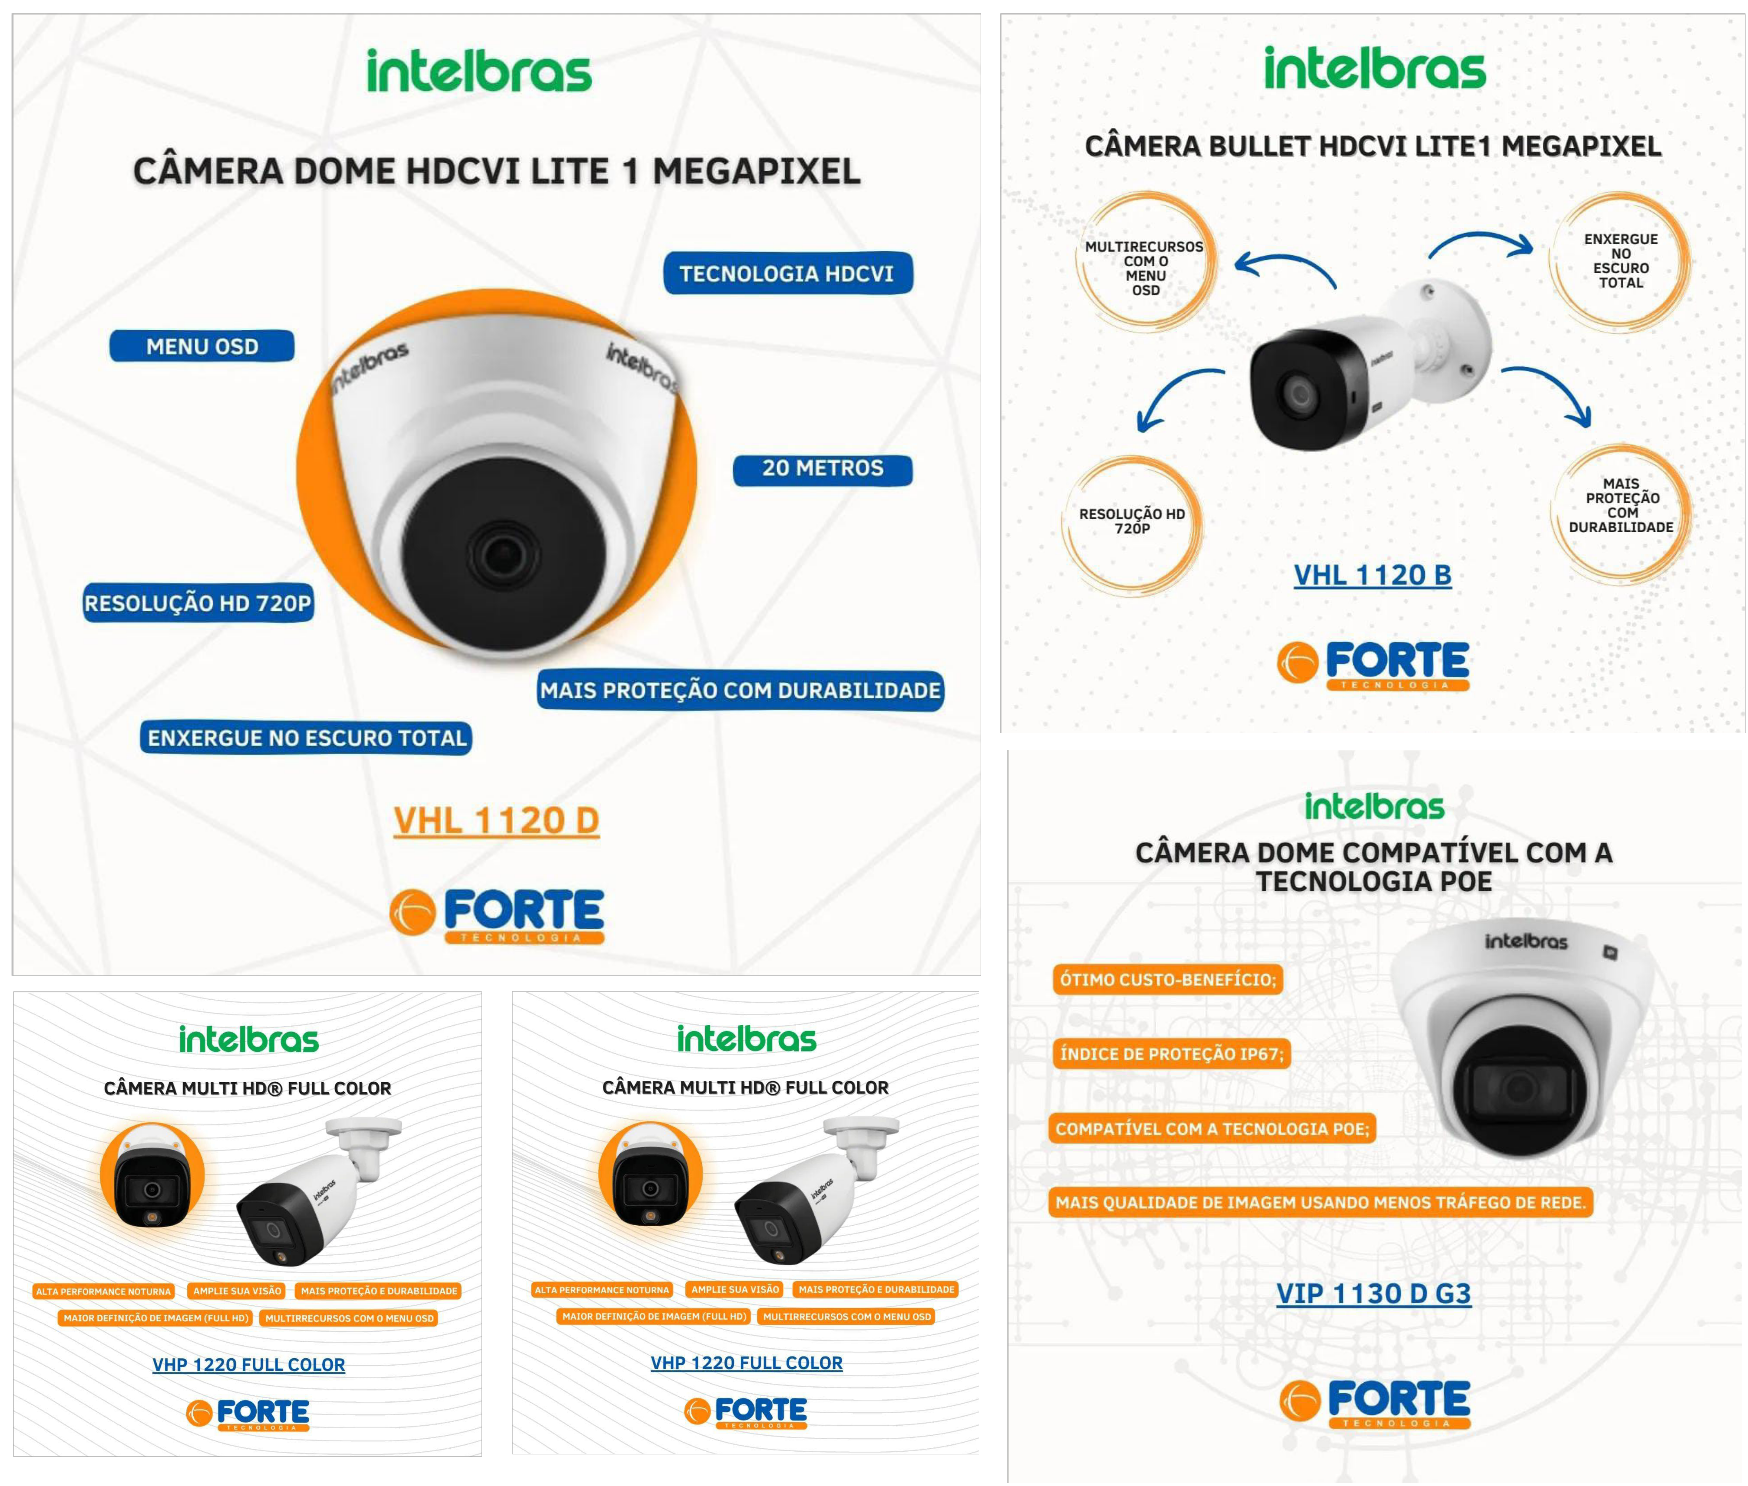 intelbras
CÂMERA DOME HDCVI LITE 1 MEGAPIXEL
TECNOLOGIA HDCVI
MENU OSD
intelbras
intelbras
20 METROS
RESOLUÇÃO HD 720P
MAIS PROTEÇÃO COM DURABILIDADE
ENXERGUE NO ESCURO TOTAL
VHL 1120 D
FORTE
TECNOLOGIA
intelbras
CÂMERA BULLET HDCVI LITE1 MEGAPIXEL
MULTIRECURSOS
COM O
MENU
OSD
ENXERGUE
NO
ESCURO
TOTAL
intelbras
RESOLUÇÃO HD
720P
MAIS
PROTEÇÃO
COM
DURABILIDADE
VHL 1120 B
FORTE
TECNOLOGIA
intelbras
CÂMERA DOME COMPATÍVEL COM A
TECNOLOGIA POE
intelbras
ÓTIMO CUSTO-BENEFÍCIO;
ÍNDICE DE PROTEÇÃO IP67;
COMPATÍVEL COM A TECNOLOGIA POE;
MAIS QUALIDADE DE IMAGEM USANDO MENOS TRÁFEGO DE REDE.
VIP 1130 D G3
FORTE
TECNOLOGIA
intelbras
CÂMERA MULTI HD® FULL COLOR
intelbras
ALTA PERFORMANCE NOTURNA
AMPLIE SUA VISÃO
MAIS PROTEÇÃO E DURABILIDADE
MAIOR DEFINIÇÃO DE IMAGEM (FULL HD)
MULTIRRECURSOS COM O MENU OSD
VHP 1220 FULL COLOR
FORTE
TECNOLOGIA
intelbras
CÂMERA MULTI HD® FULL COLOR
intelbras
ALTA PERFORMANCE NOTURNA
AMPLIE SUA VISÃO
MAIS PROTEÇÃO E DURABILIDADE
MAIOR DEFINIÇÃO DE IMAGEM (FULL HD)
MULTIRRECURSOS COM O MENU OSD
VHP 1220 FULL COLOR
FORTE
TECNOLOGIA